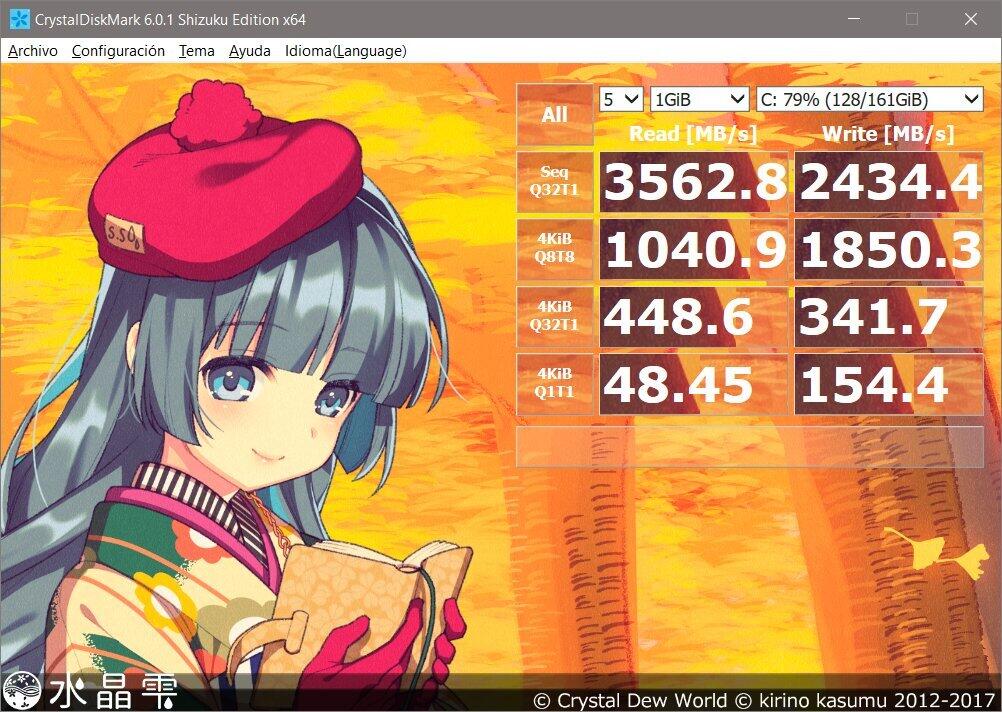 CrystalDiskMark 6.0.1 Shizuku Edition x64
Archivo Configuración Tema Ayuda Idioma(Language)
All 5 1GiB C: 79% (128/161GiB)
Read [MB/s] Write [MB/s]
Seq Q32T1 3562.8 2434.4
4KiB Q8T8 1040.9 1850.3
4KiB Q32T1 448.6 341.7
4KiB Q1T1 48.45 154.4
水晶雫
© Crystal Dew World © kirino kasumu 2012-2017